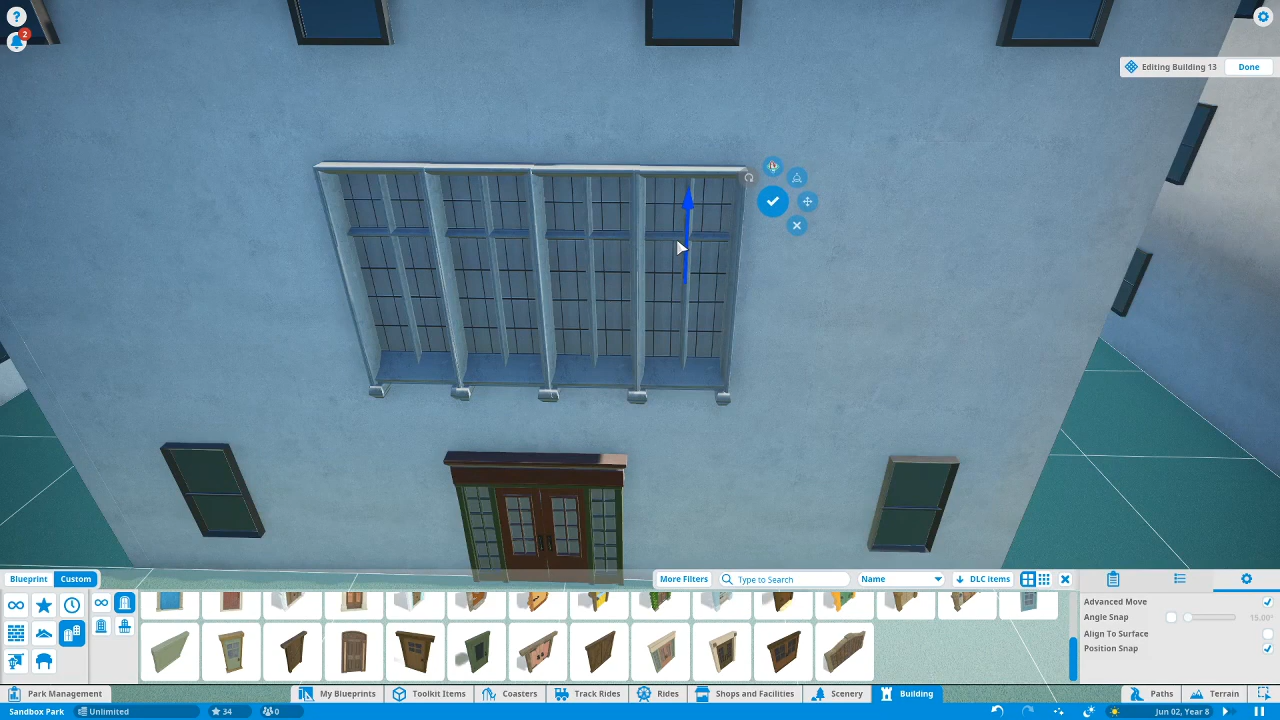 ?
2
Editing Building 13 Done
Blueprint Custom More Filters Type to Search Name DLC items
Advanced Move
Angle Snap 15.00°
Align To Surface
Position Snap
Park Management My Blueprints Toolkit Items Coasters Track Rides Rides Shops and Facilities Scenery Building Paths Terrain
Sandbox Park Unlimited 34 0 Jun 02, Year 8